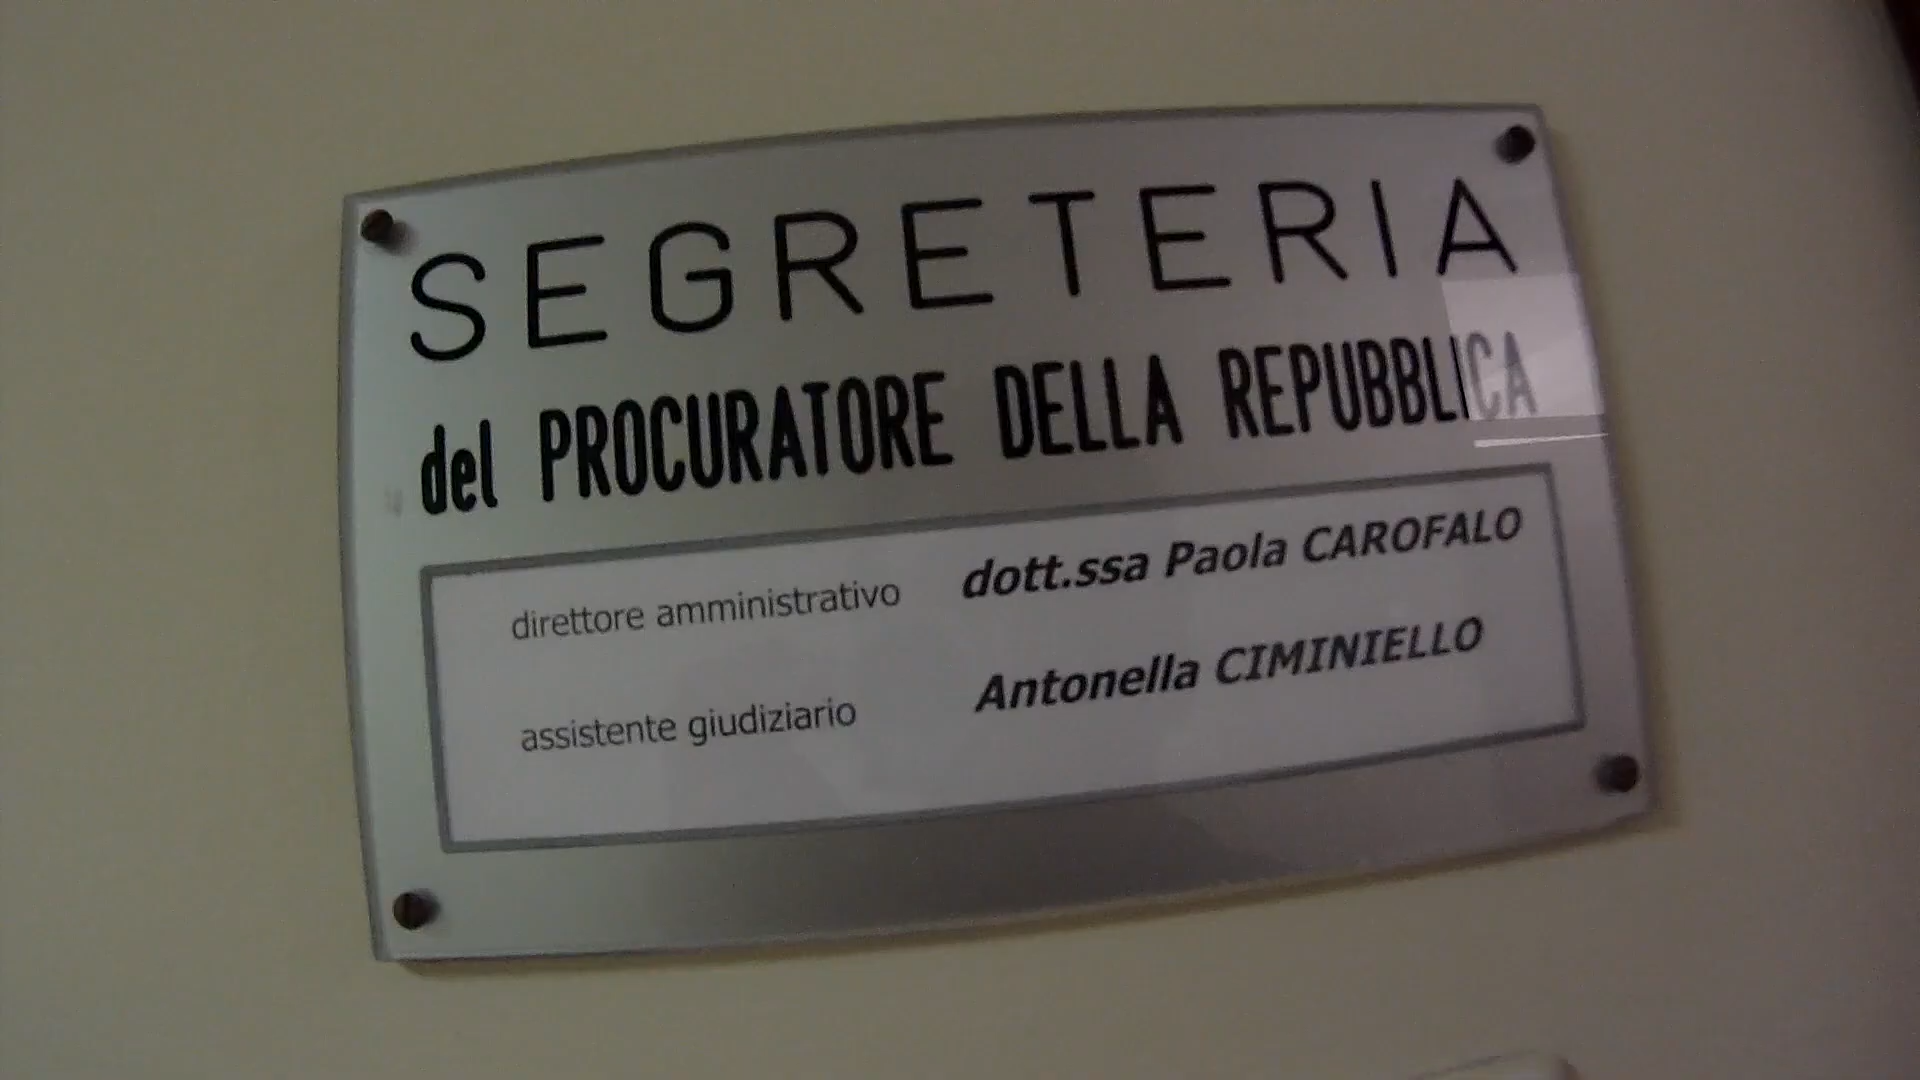 SEGRETERIA
del PROCURATORE DELLA REPUBBLICA
direttore amministrativo dott.ssa Paola CAROFALO
assistente giudiziario Antonella CIMINIELLO